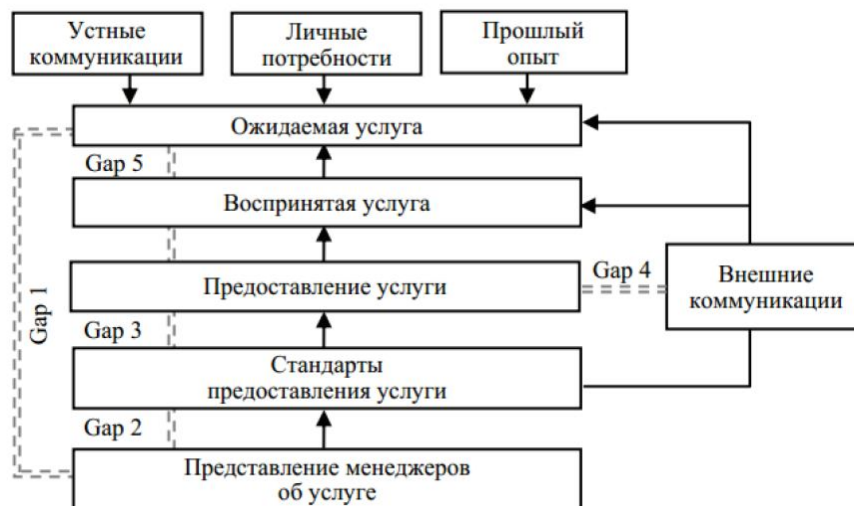 Устные
коммуникации
Личные
потребности
Прошлый
опыт
Ожидаемая услуга
Gap 5
Воспринятая услуга
Gap 1
Предоставление услуги
Gap 4
Внешние
коммуникации
Gap 3
Стандарты
предоставления услуги
Gap 2
Представление менеджеров
об услуге